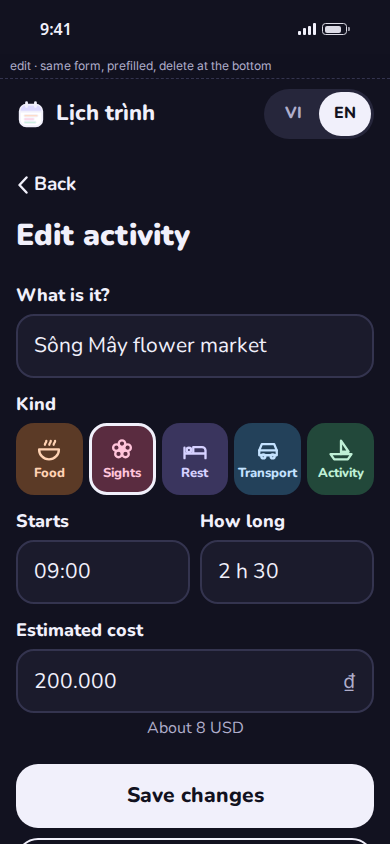 9:41
edit · same form, prefilled, delete at the bottom
Lịch trình
VI EN
Back
Edit activity
What is it?
Sông Mây flower market
Kind
Food Sights Rest Transport Activity
Starts How long
09:00 2 h 30
Estimated cost
200.000 ₫
About 8 USD
Save changes